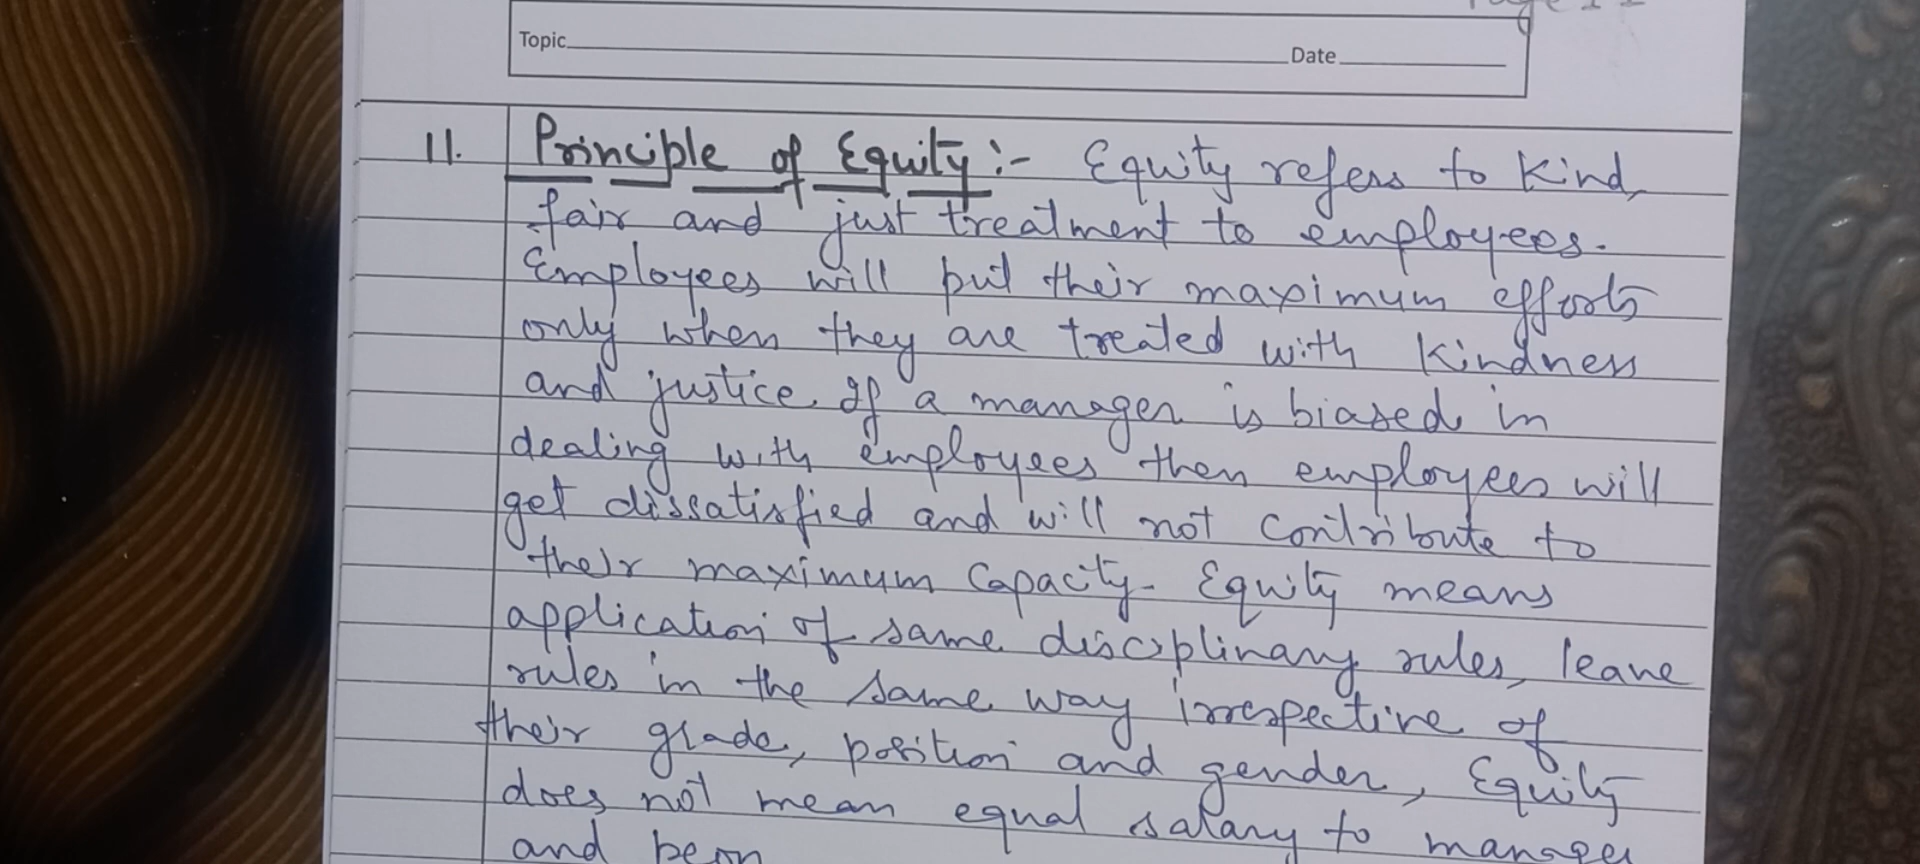 Topic Date
11. Principle of Equity :- Equity refers to kind,
fair and just treatment to employees.
Employees will put their maximum efforts
only when they are treated with kindness
and justice. If a manager is biased in
dealing with employees then employees will
get dissatisfied and will not contribute to
their maximum capacity. Equity means
application of same disciplinary rules, leave
rules in the same way irrespective of
their grade, position and gender, Equity
does not mean equal salary to manager
and